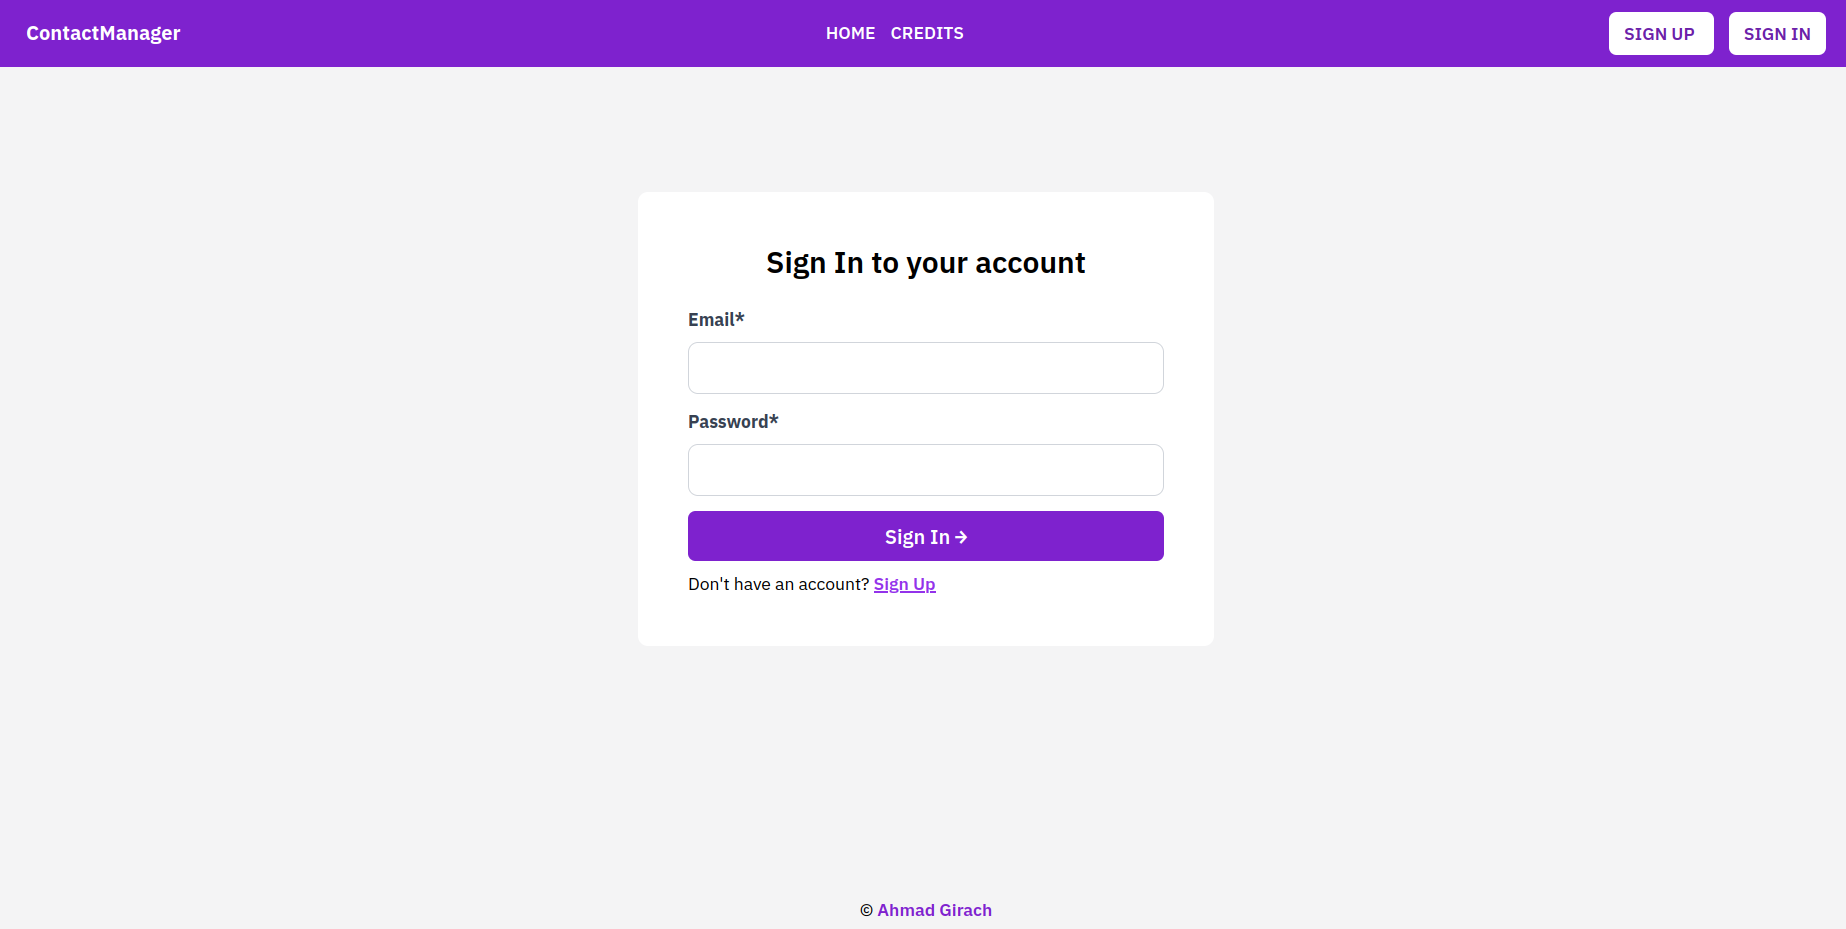 ContactManager HOME CREDITS SIGN UP SIGN IN
Sign In to your account
Email*
Password*
Sign In →
Don't have an account? Sign Up
© Ahmad Girach